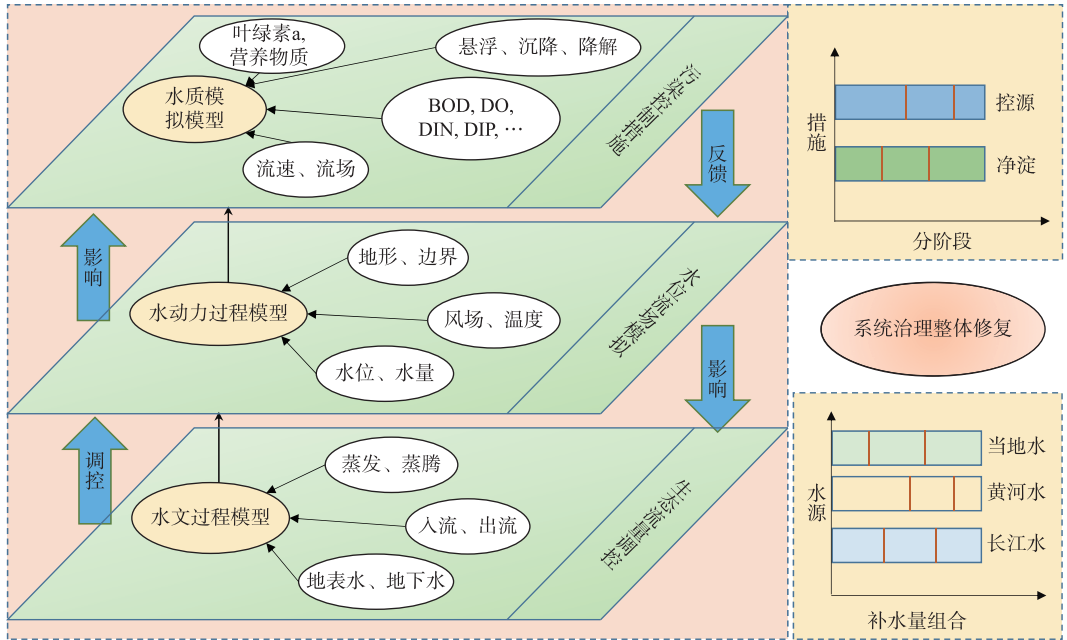 叶绿素a,
营养物质
悬浮、沉降、降解
水质模
拟模型
BOD, DO,
DIN, DIP, …
流速、流场
污染控制措施
反馈
影响
地形、边界
水动力过程模型
风场、温度
水位、水量
水位流场模拟
影响
调控
蒸发、蒸腾
水文过程模型
入流、出流
地表水、地下水
生态流量调控
措施
控源
净淀
分阶段
系统治理整体修复
水源
当地水
黄河水
长江水
补水量组合